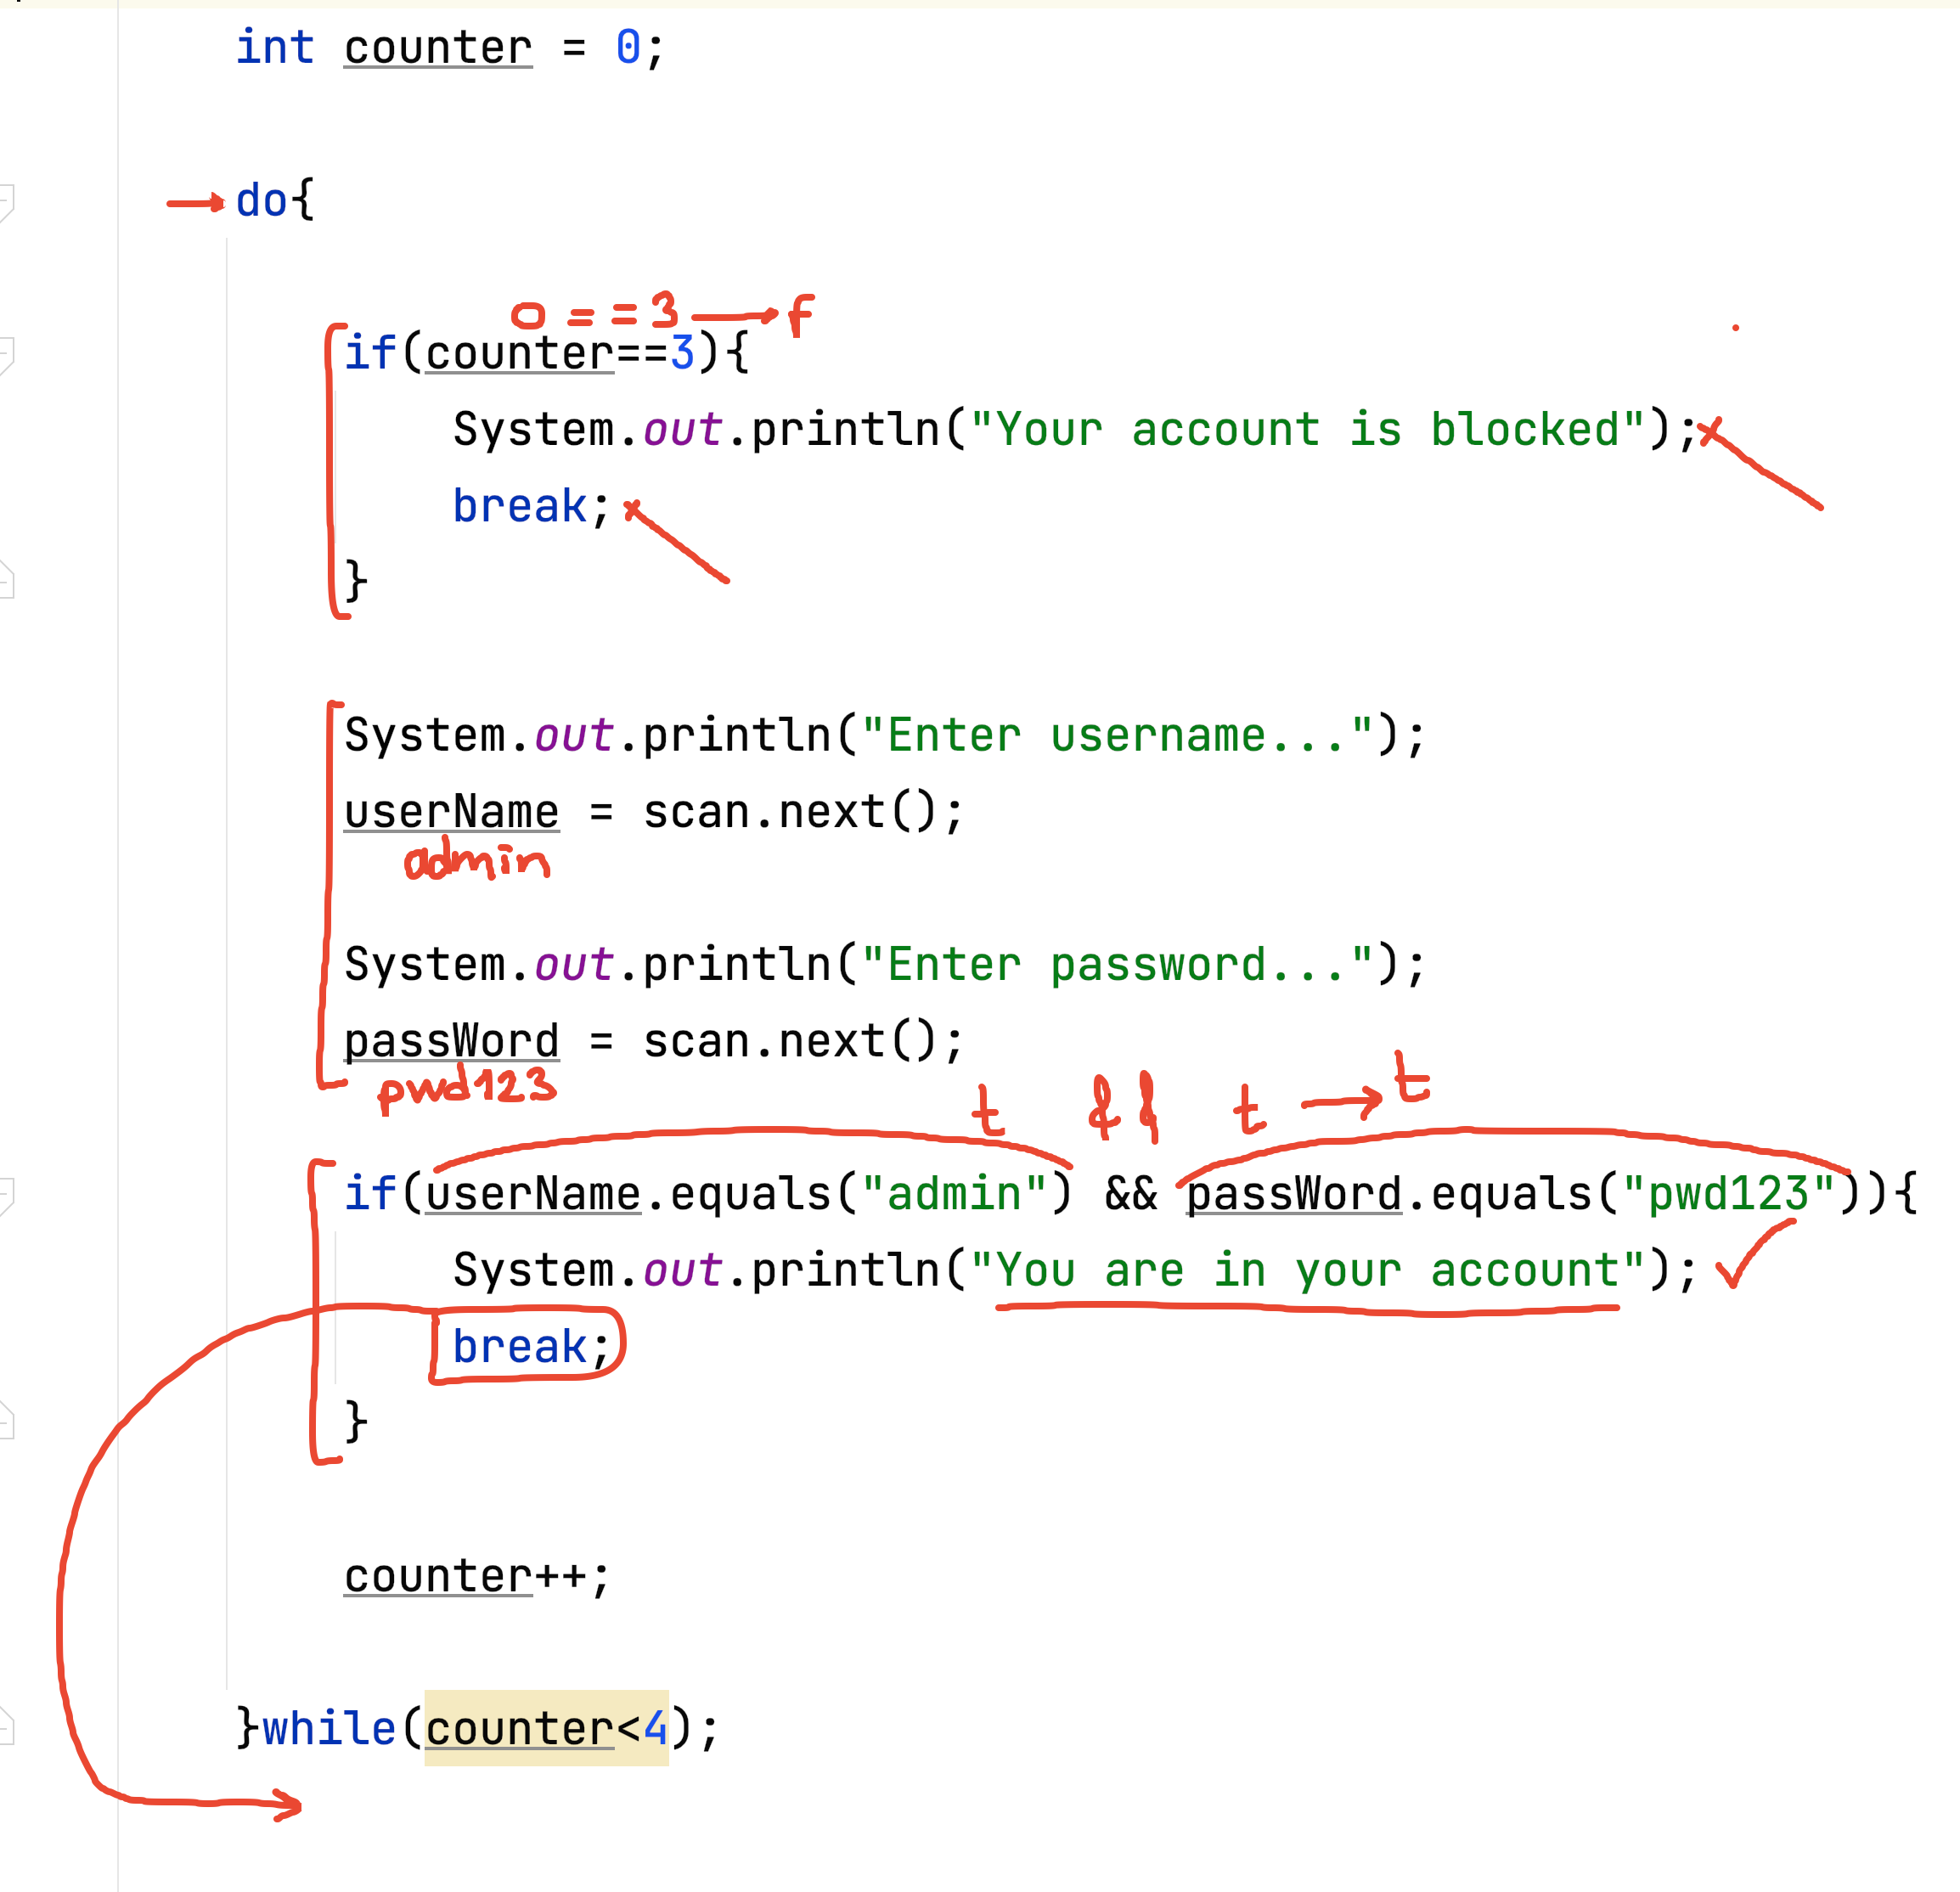 int counter = 0;
do{
0 == 3 → f
if(counter==3){
System.out.println("Your account is blocked");
break;
}
System.out.println("Enter username...");
userName = scan.next();
admin
System.out.println("Enter password...");
passWord = scan.next();
pwd123
t && t → t
if(userName.equals("admin") && passWord.equals("pwd123")){
System.out.println("You are in your account");
break;
}
counter++;
}while(counter<4);